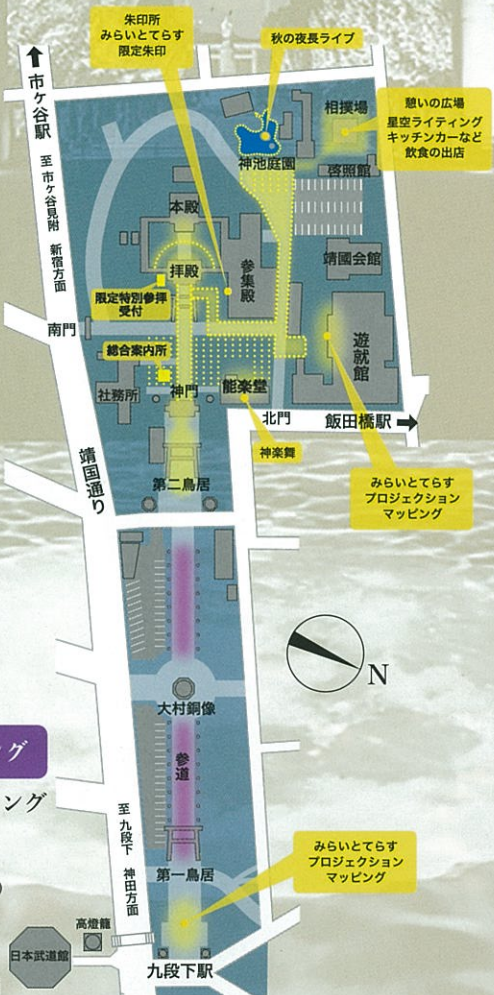 朱印所
みらいとてらす
限定朱印
秋の夜長ライブ
市ヶ谷駅
至 市ヶ谷見附 新宿方面
相撲場
憩いの広場
星空ライティング
キッチンカーなど
飲食の出店
神池庭園
啓照館
本殿
拝殿
参集殿
靖國会館
限定特別参拝
受付
南門
総合案内所
遊就館
社務所
神門
能楽堂
北門
飯田橋駅
神楽舞
靖国通り
第二鳥居
みらいとてらす
プロジェクション
マッピング
N
大村銅像
グ
ング
参道
至 九段下 神田方面
みらいとてらす
プロジェクション
マッピング
第一鳥居
高燈籠
日本武道館
九段下駅